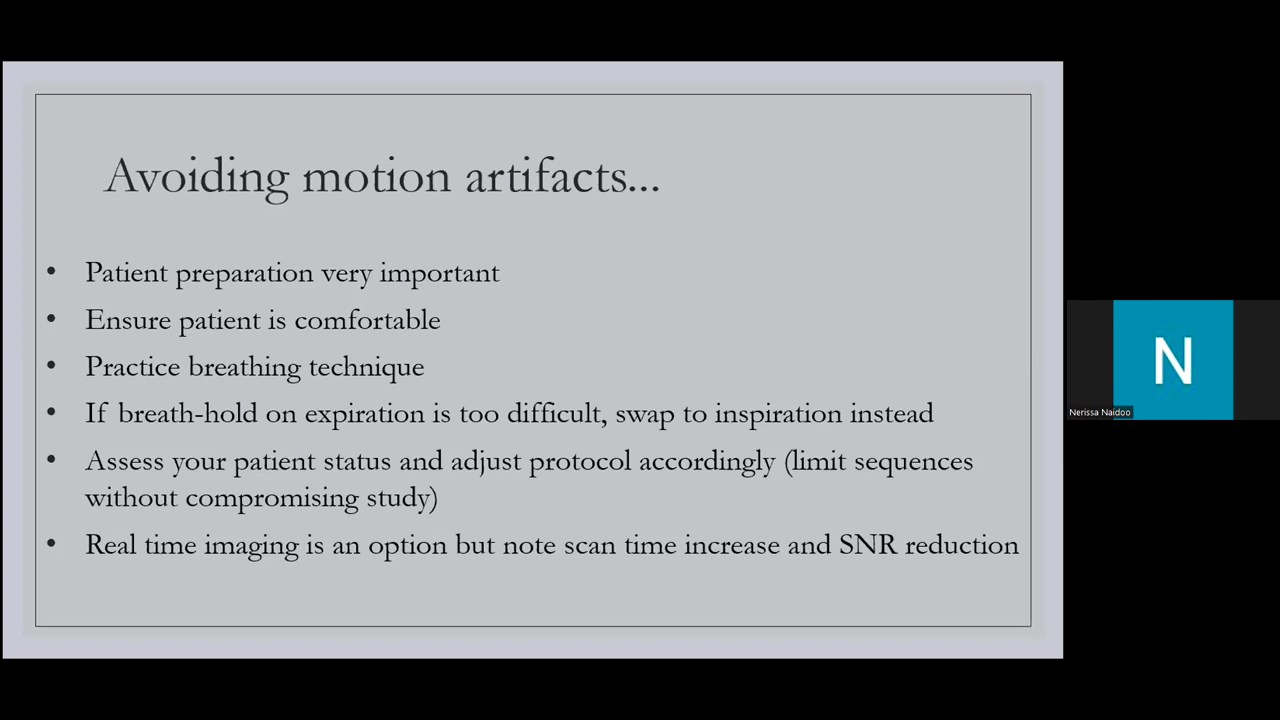 Avoiding motion artifacts...
• Patient preparation very important
• Ensure patient is comfortable
• Practice breathing technique
• If breath-hold on expiration is too difficult, swap to inspiration instead
• Assess your patient status and adjust protocol accordingly (limit sequences
without compromising study)
• Real time imaging is an option but note scan time increase and SNR reduction
N
Nerissa Naidoo